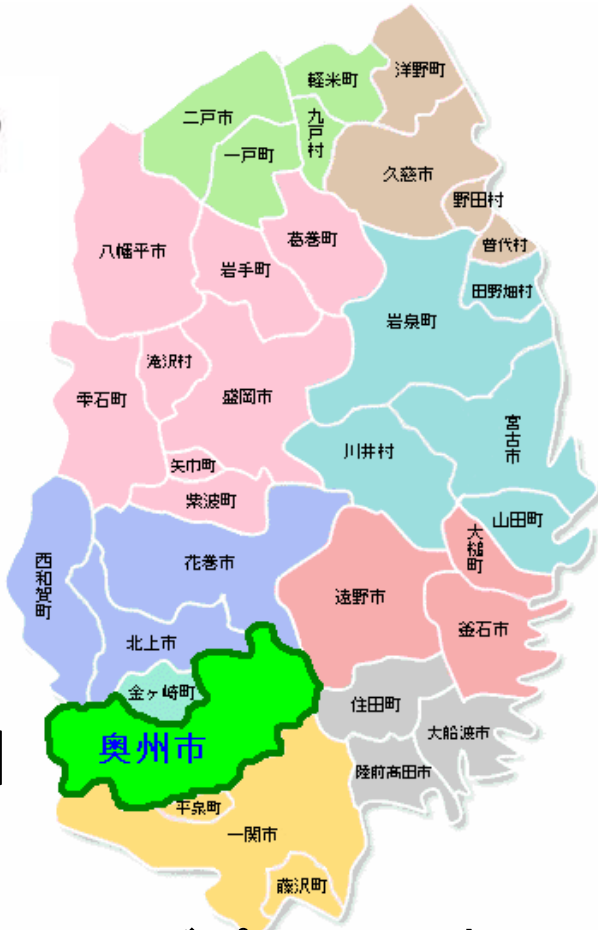 洋野町
軽米町
二戸市
九戸村
一戸町
久慈市
野田村
普代村
葛巻町
八幡平市
岩手町
田野畑村
岩泉町
滝沢村
雫石町
盛岡市
宮古市
川井村
矢巾町
紫波町
山田町
大槌町
花巻市
西和賀町
遠野市
釜石市
北上市
金ヶ崎町
住田町
大船渡市
奥州市
陸前高田市
平泉町
一関市
藤沢町